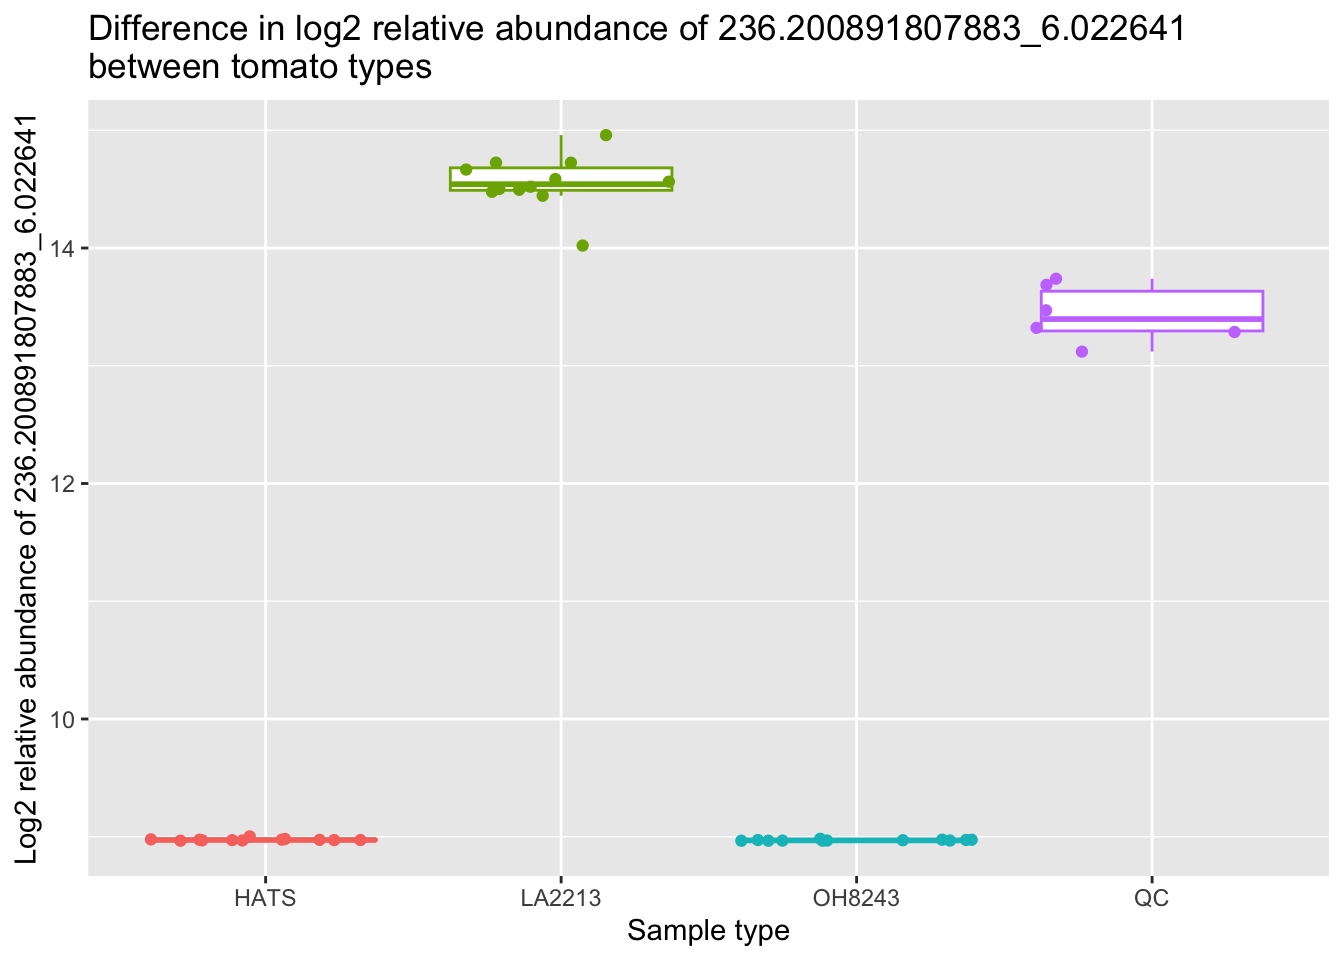 Difference in log2 relative abundance of 236.200891807883_6.022641
between tomato types
Log2 relative abundance of 236.200891807883_6.022641
14
12
10
HATS
LA2213
OH8243
QC
Sample type